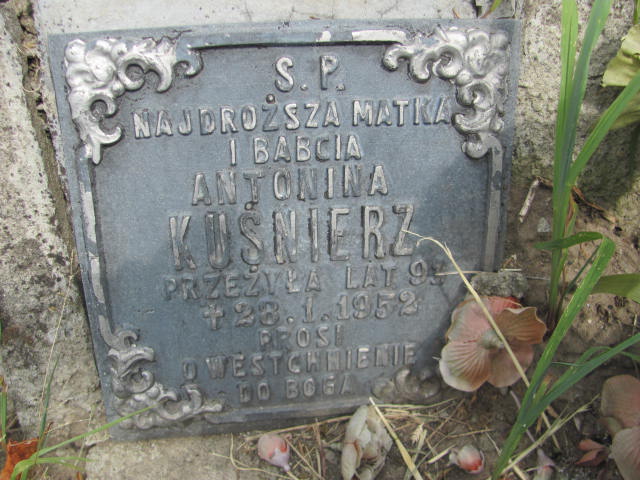 S. P.
NAJDROŻSZA MATKA
I BABCIA
ANTONINA
KUŚNIERZ
PRZEŻYŁA LAT
✝ 28.1.1952
PROSI
O WESTCHNIENIE
DO BOGA